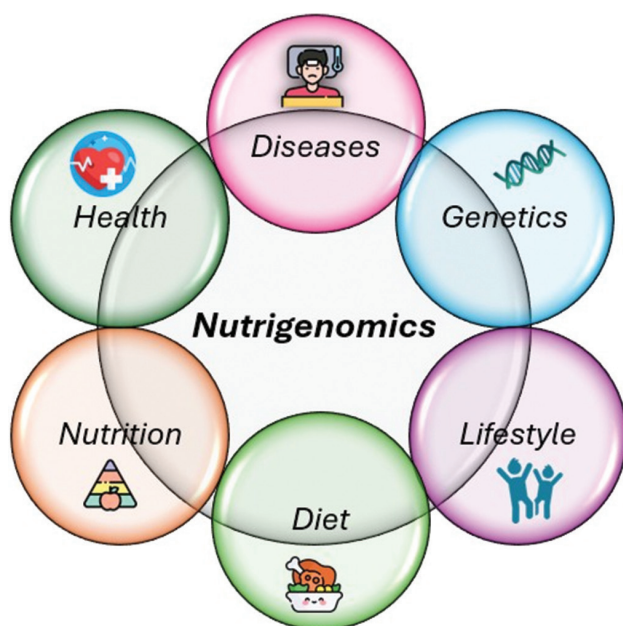 Diseases
Health
Genetics
Nutrigenomics
Nutrition
Lifestyle
Diet